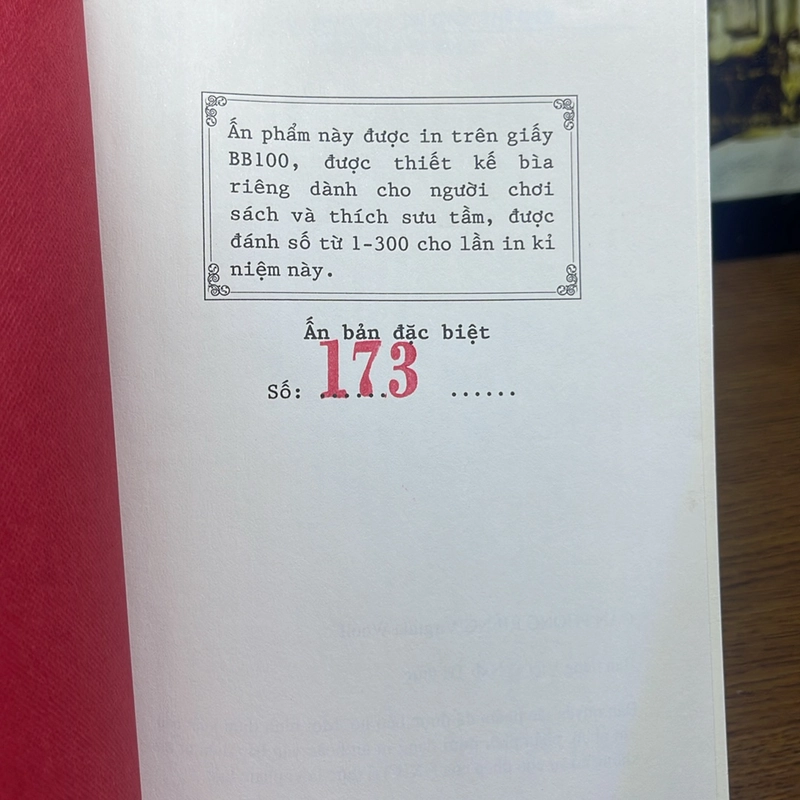 Ấn phẩm này được in trên giấy
BB100, được thiết kế bìa
riêng dành cho người chơi
sách và thích sưu tầm, được
đánh số từ 1-300 cho lần in kỉ
niệm này.
Ấn bản đặc biệt
Số: 173 ......